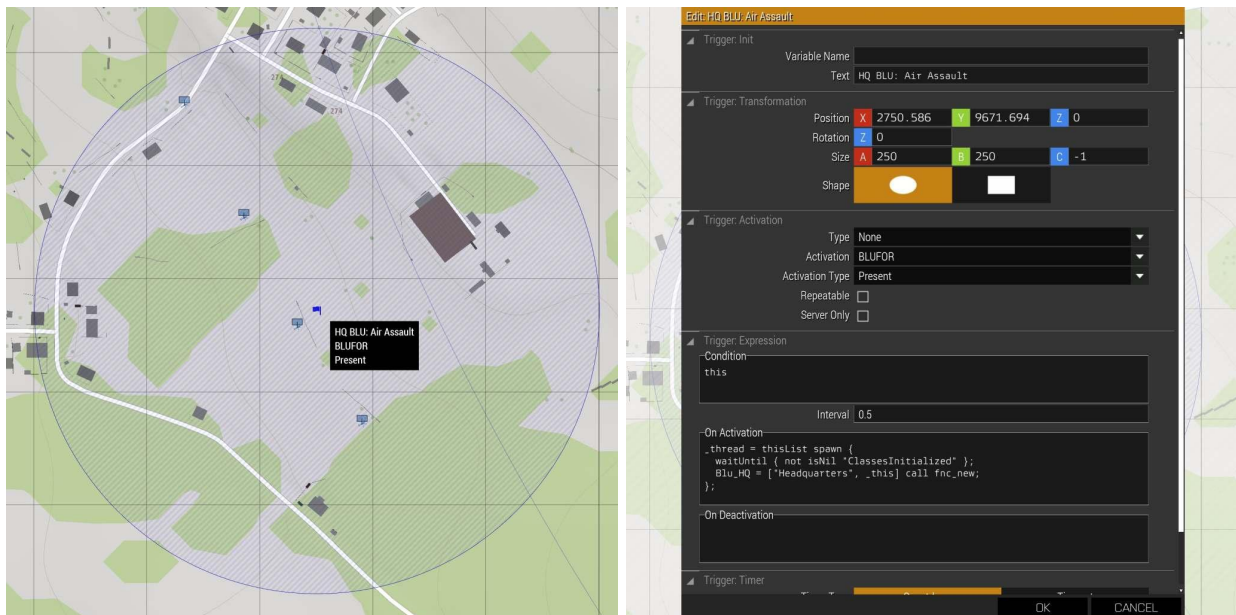 273
274
HQ BLU: Air Assault
BLUFOR
Present
Edit: HQ BLU: Air Assault
Trigger: Init
Variable Name
Text HQ BLU: Air Assault
Trigger: Transformation
Position X 2750.586 Y 9671.694 Z 0
Rotation Z 0
Size A 250 B 250 C -1
Shape
Trigger: Activation
Type None
Activation BLUFOR
Activation Type Present
Repeatable
Server Only
Trigger: Expression
Condition
this
Interval 0.5
On Activation
_thread = thisList spawn {
waitUntil { not isNil "ClassesInitialized" };
Blu_HQ = ["Headquarters", _this] call fnc_new;
};
On Deactivation
Trigger: Timer
OK CANCEL